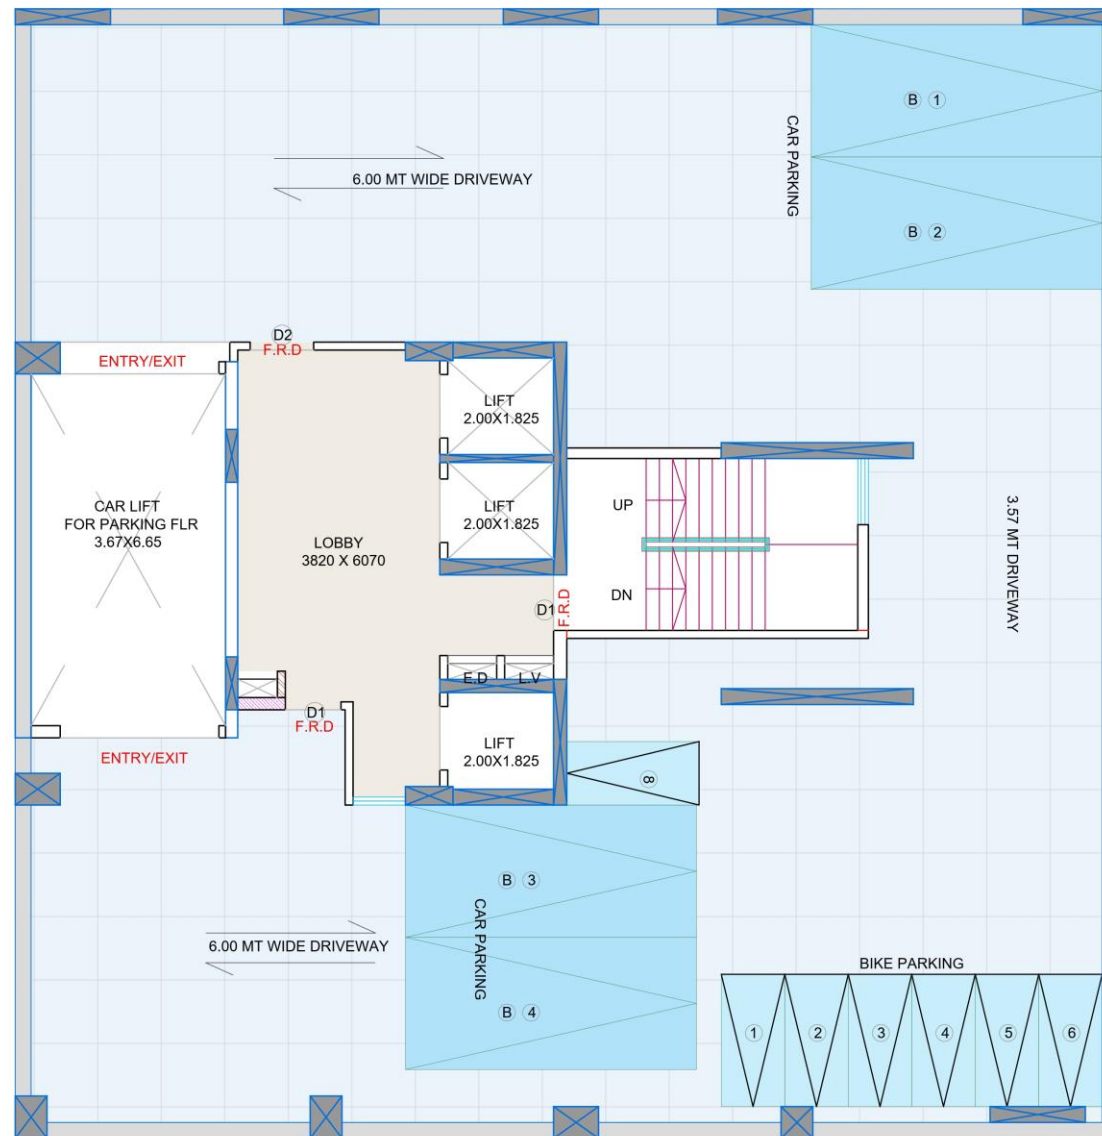 B 1
CAR PARKING
6.00 MT WIDE DRIVEWAY
B 2
D2
F.R.D
ENTRY/EXIT
LIFT
2.00X1.825
CAR LIFT
FOR PARKING FLR
3.67X6.65
LIFT
2.00X1.825
UP
LOBBY
3820 X 6070
3.57 MT DRIVEWAY
DN
D1
F.R.D
E.D
L.V
D1
F.R.D
ENTRY/EXIT
LIFT
2.00X1.825
8
B 3
CAR PARKING
6.00 MT WIDE DRIVEWAY
B 4
BIKE PARKING
1
2
3
4
5
6